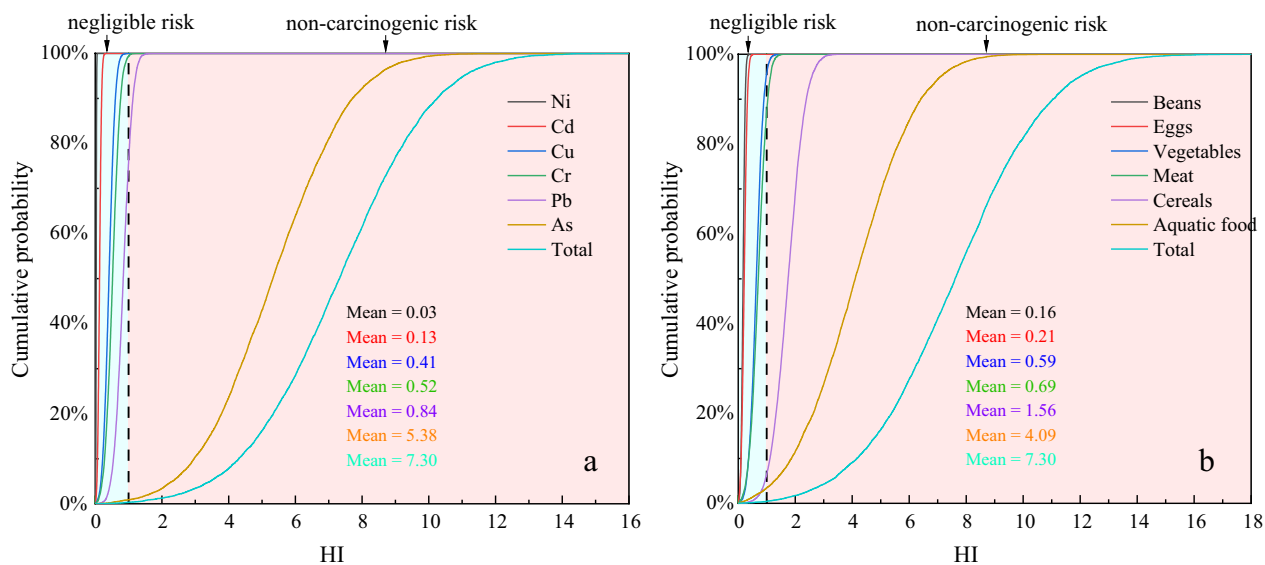 negligible risk
non-carcinogenic risk
100%
80%
60%
40%
20%
0%
Cumulative probability
Ni
Cd
Cu
Cr
Pb
As
Total
Mean = 0.03
Mean = 0.13
Mean = 0.41
Mean = 0.52
Mean = 0.84
Mean = 5.38
Mean = 7.30
a
0 2 4 6 8 10 12 14 16
HI
negligible risk
non-carcinogenic risk
100%
80%
60%
40%
20%
0%
Cumulative probability
Beans
Eggs
Vegetables
Meat
Cereals
Aquatic food
Total
Mean = 0.16
Mean = 0.21
Mean = 0.59
Mean = 0.69
Mean = 1.56
Mean = 4.09
Mean = 7.30
b
0 2 4 6 8 10 12 14 16 18
HI